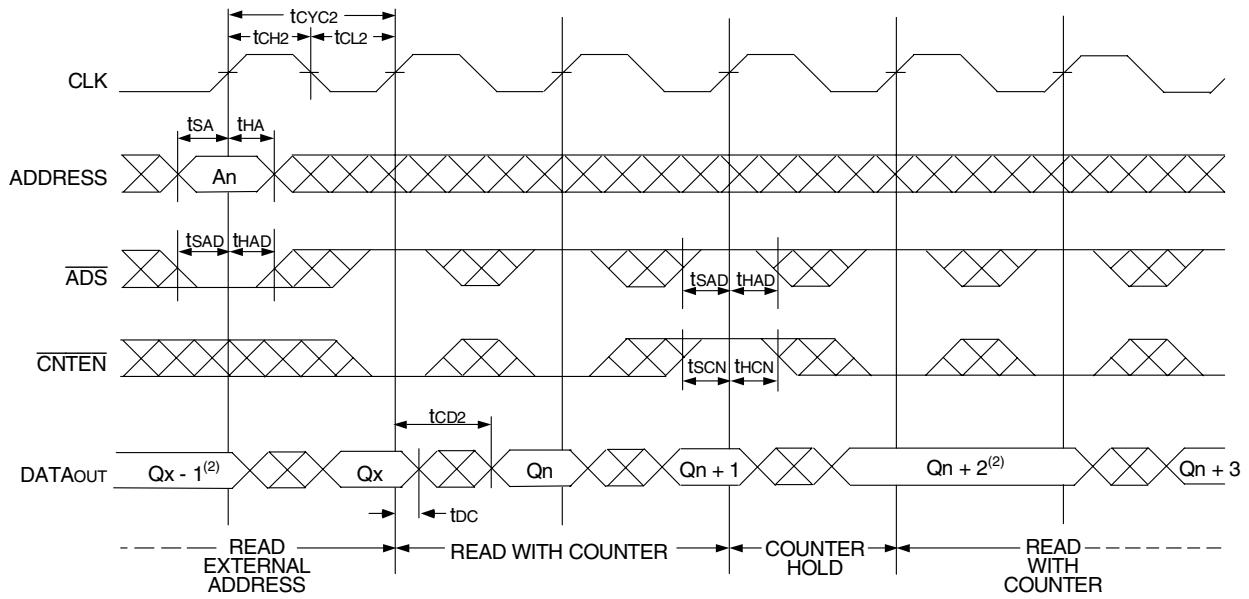 tCYC2
tCH2
tCL2
CLK
tSA
tHA
ADDRESS
An
tSAD
tHAD
ADS
tSAD
tHAD
CNTEN
tSCN
tHCN
tCD2
DATAOUT
Qx - 1(2)
Qx
Qn
Qn + 1
Qn + 2(2)
Qn + 3
tDC
READ
EXTERNAL
ADDRESS
READ WITH COUNTER
COUNTER
HOLD
READ
WITH
COUNTER